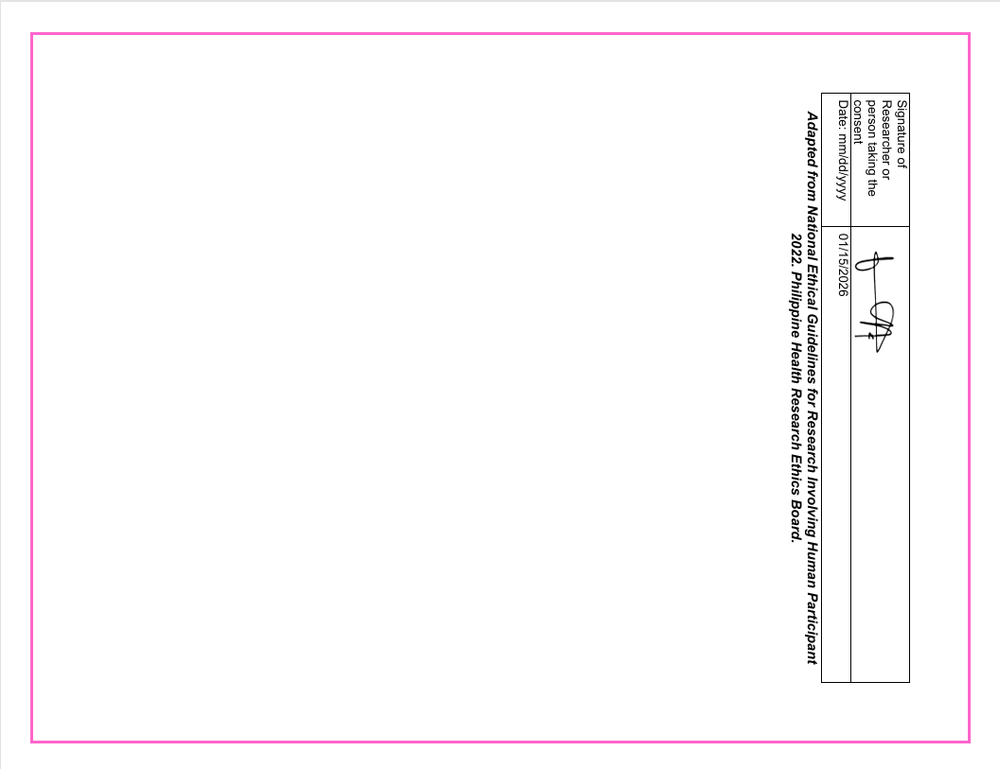 Signature of
Researcher or
person taking the
consent
Date: mm/dd/yyyy
01/15/2026
Adapted from National Ethical Guidelines for Research Involving Human Participant
2022. Philippine Health Research Ethics Board.